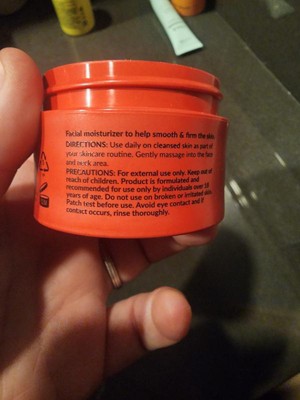 Facial moisturizer to help smooth & firm the skin.
DIRECTIONS: Use daily on cleansed skin as part of
your skincare routine. Gently massage into the face
and neck area.
PRECAUTIONS: For external use only. Keep out of
reach of children. Product is formulated and
recommended for use only by individuals over
years of age. Do not use on broken or irritated skin.
Patch test before use. Avoid eye contact and if
contact occurs, rinse thoroughly.